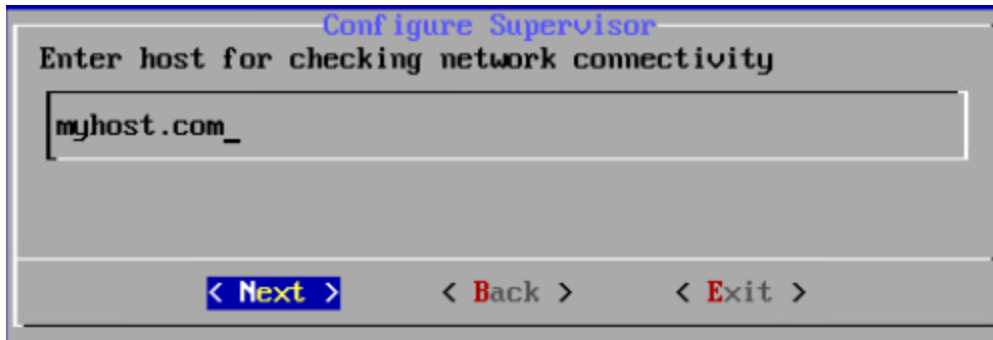 Configure Supervisor
Enter host for checking network connectivity
myhost.com_
< Next > < Back > < Exit >